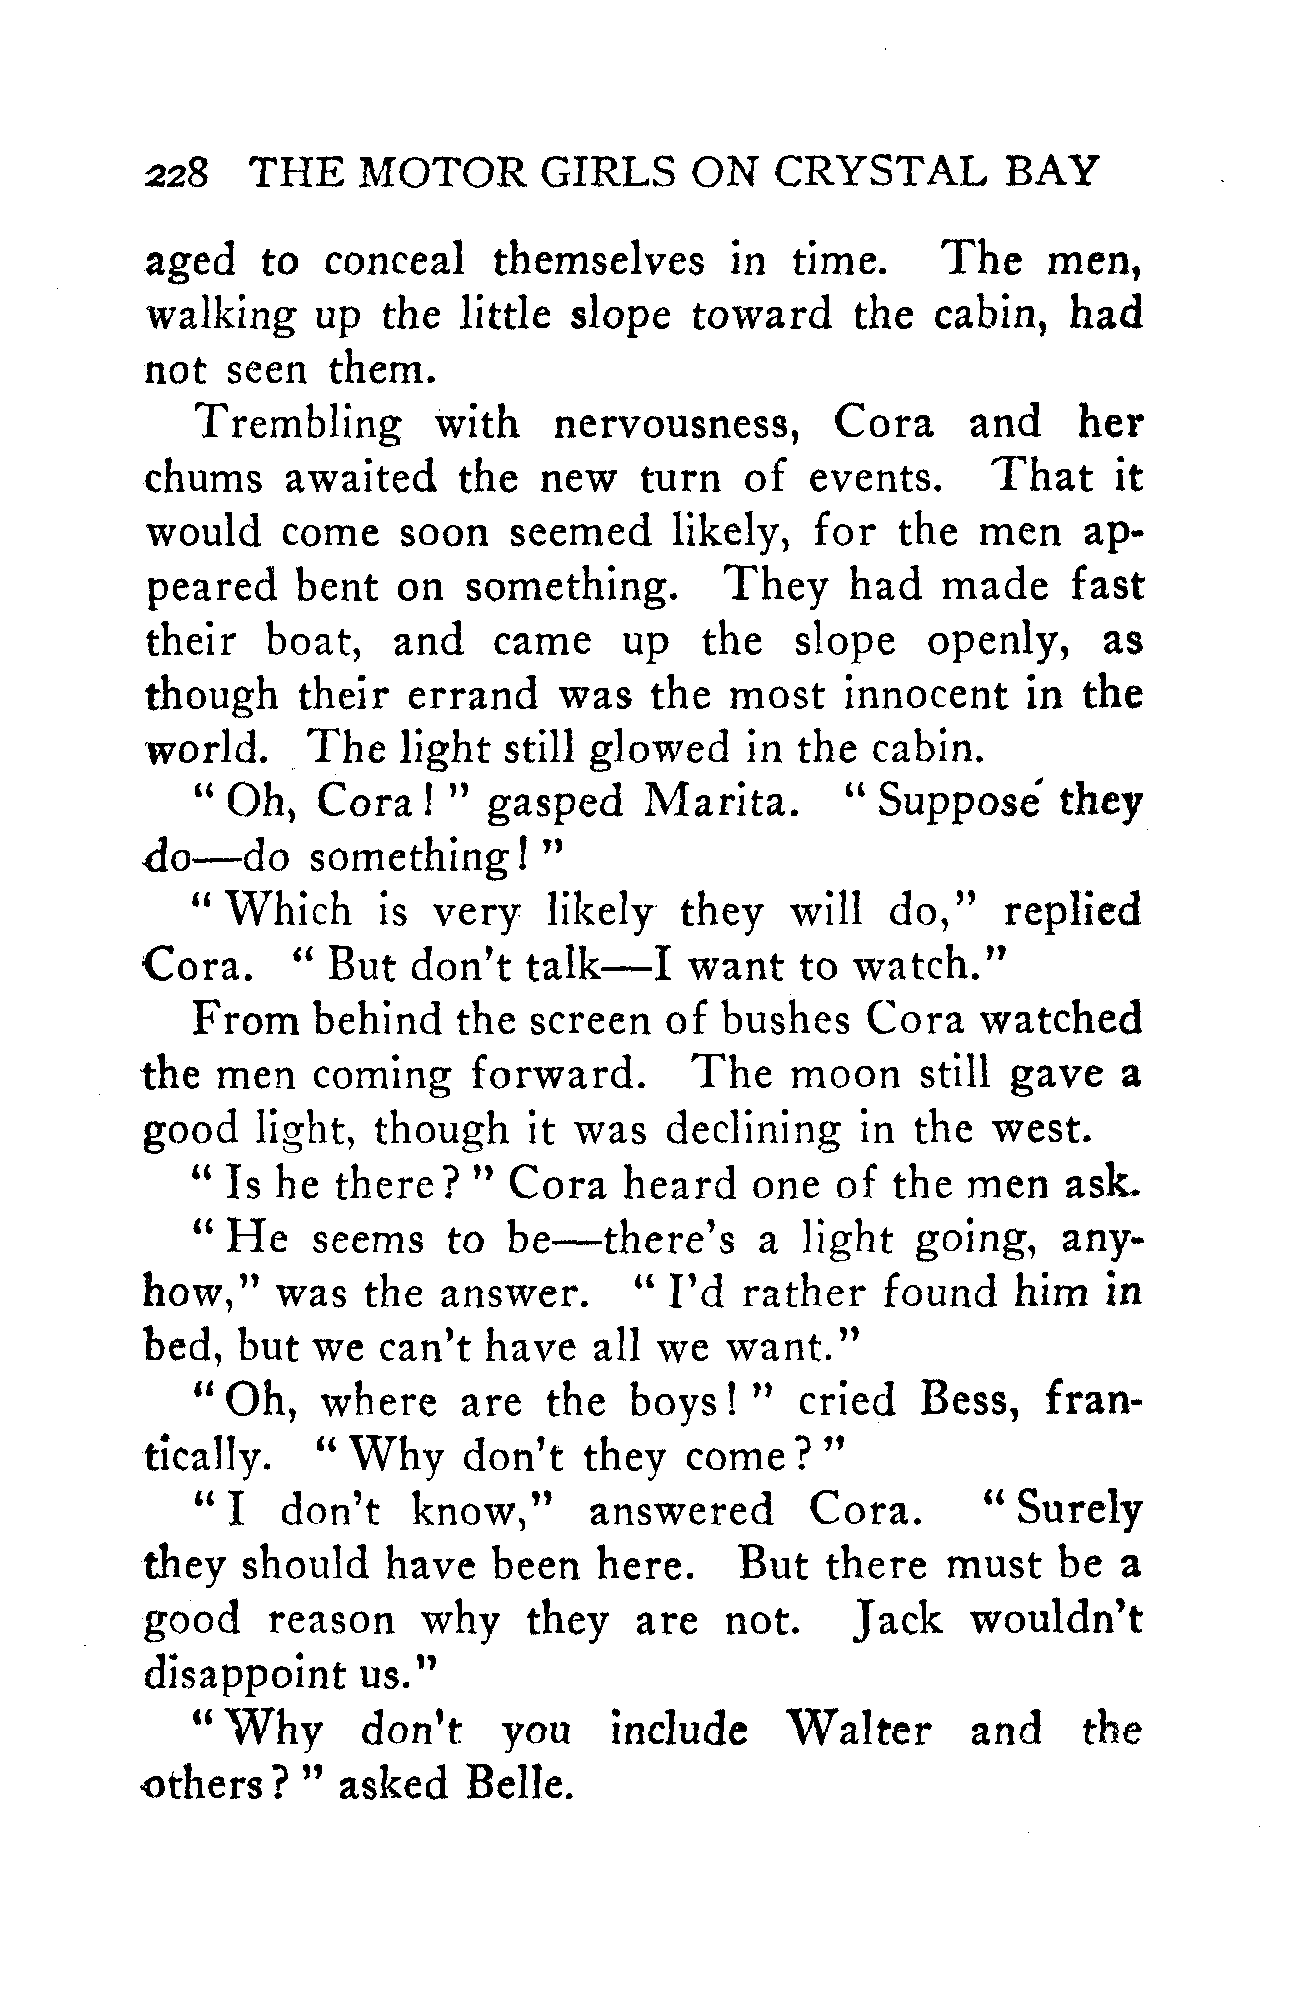 228 THE MOTOR GIRLS ON CRYSTAL BAY
aged to conceal themselves in time. The men,
walking up the little slope toward the cabin, had
not seen them.
Trembling with nervousness, Cora and her
chums awaited the new turn of events. That it
would come soon seemed likely, for the men ap-
peared bent on something. They had made fast
their boat, and came up the slope openly, as
though their errand was the most innocent in the
world. The light still glowed in the cabin.
" Oh, Cora! " gasped Marita. " Suppose they
do—do something! "
" Which is very likely they will do," replied
Cora. " But don't talk—I want to watch."
From behind the screen of bushes Cora watched
the men coming forward. The moon still gave a
good light, though it was declining in the west.
" Is he there? " Cora heard one of the men ask.
" He seems to be—there's a light going, any-
how," was the answer. " I'd rather found him in
bed, but we can't have all we want."
" Oh, where are the boys! " cried Bess, fran-
tically. " Why don't they come? "
" I don't know," answered Cora. " Surely
they should have been here. But there must be a
good reason why they are not. Jack wouldn't
disappoint us."
" Why don't you include Walter and the
others? " asked Belle.